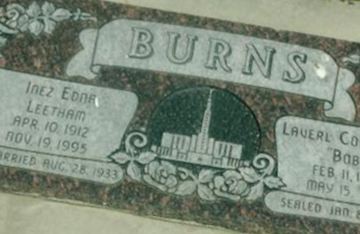 BURNS
INEZ EDNA
LEETHAM
APR. 10, 1912
NOV. 19, 1995
MARRIED AUG. 28, 1933
LAVERL
"BOB
FEB. 11, 1
MAY 15,
SEALED JAN.